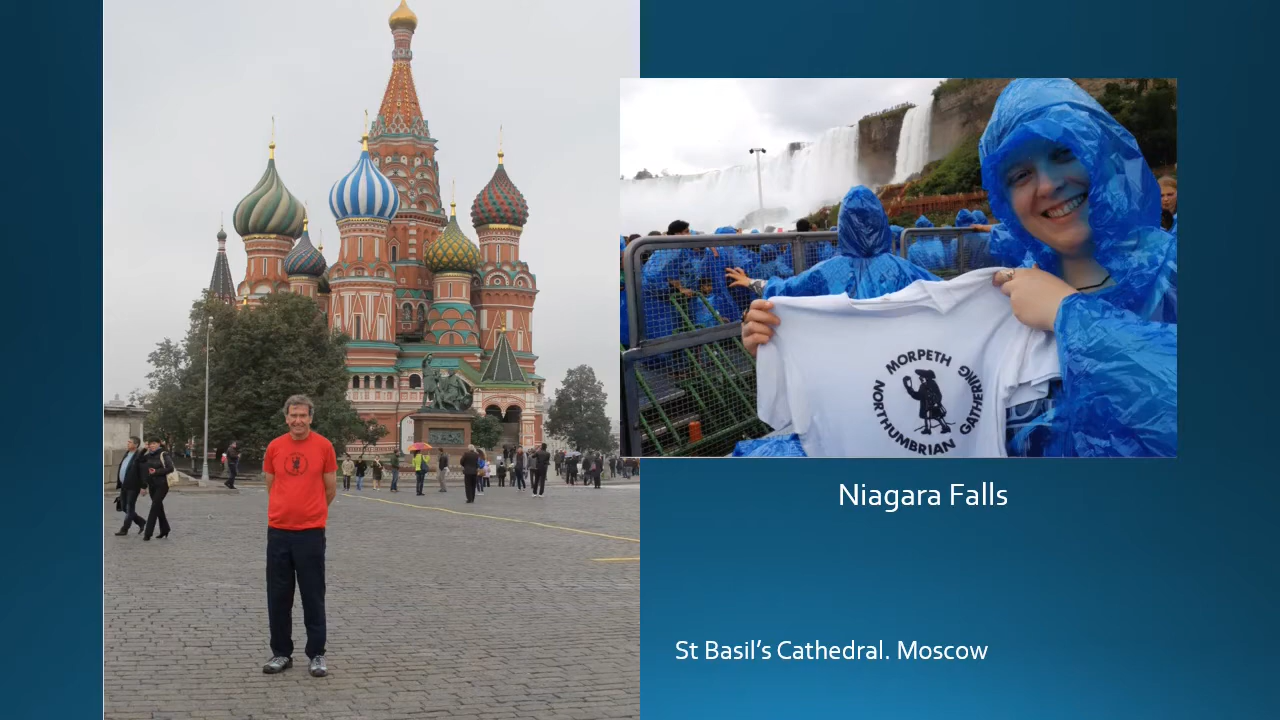 MORPETH
NORTHUMBRIAN GATHERING
Niagara Falls
St Basil's Cathedral. Moscow